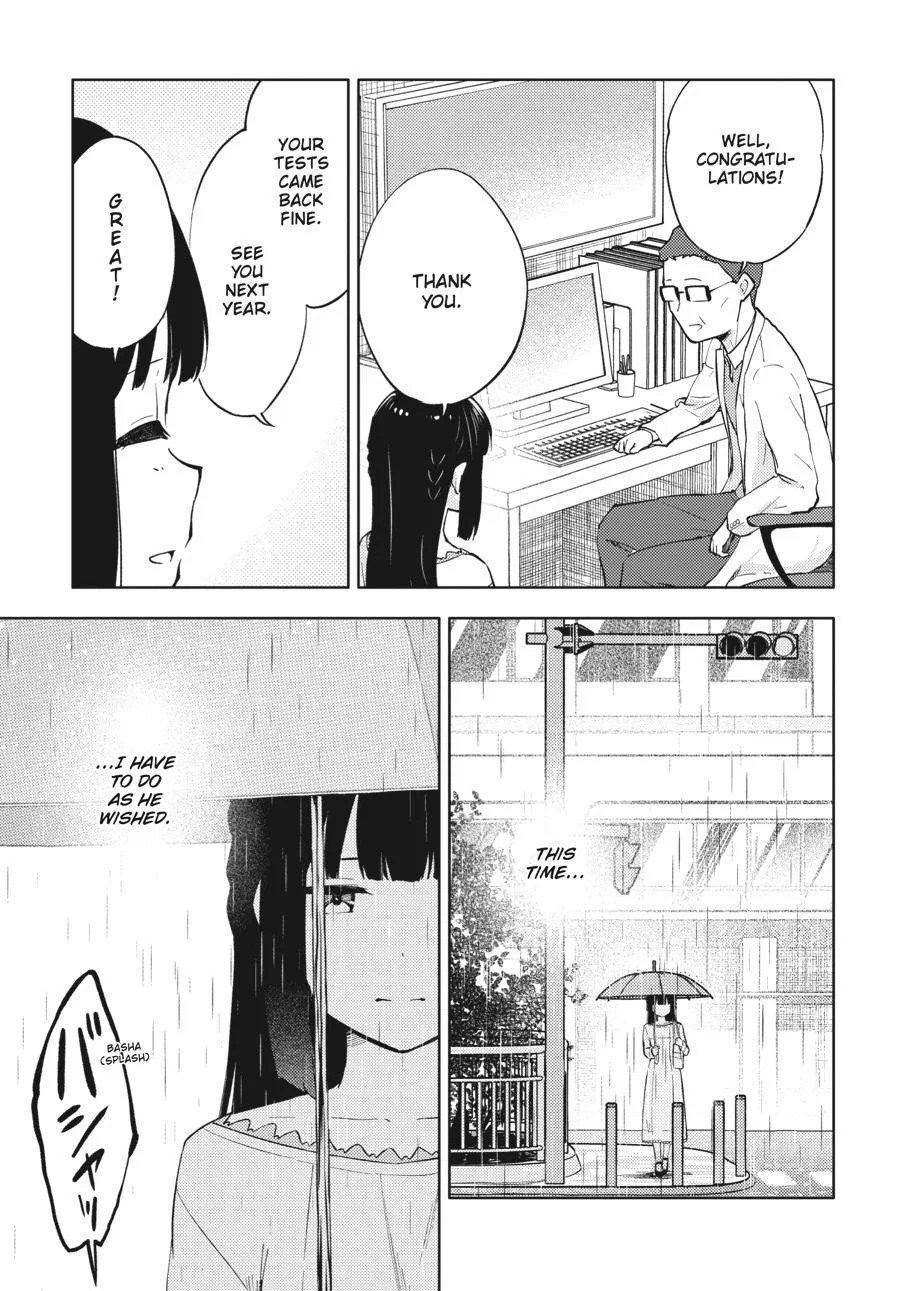 WELL,
CONGRATU-
LATIONS!
THANK
YOU.
YOUR
TESTS
CAME
BACK
FINE.
SEE
YOU
NEXT
YEAR.
GREAT!
THIS
TIME...
...I HAVE
TO DO
AS HE
WISHED.
バシャッ
BASHA
(SPLASH)